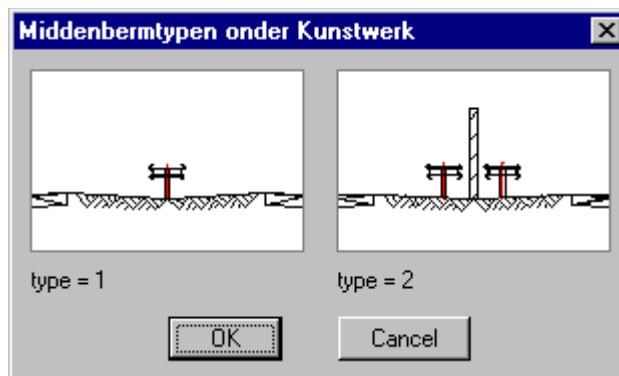 Middenbermtypen onder Kunstwerk
type = 1
type = 2
OK
Cancel